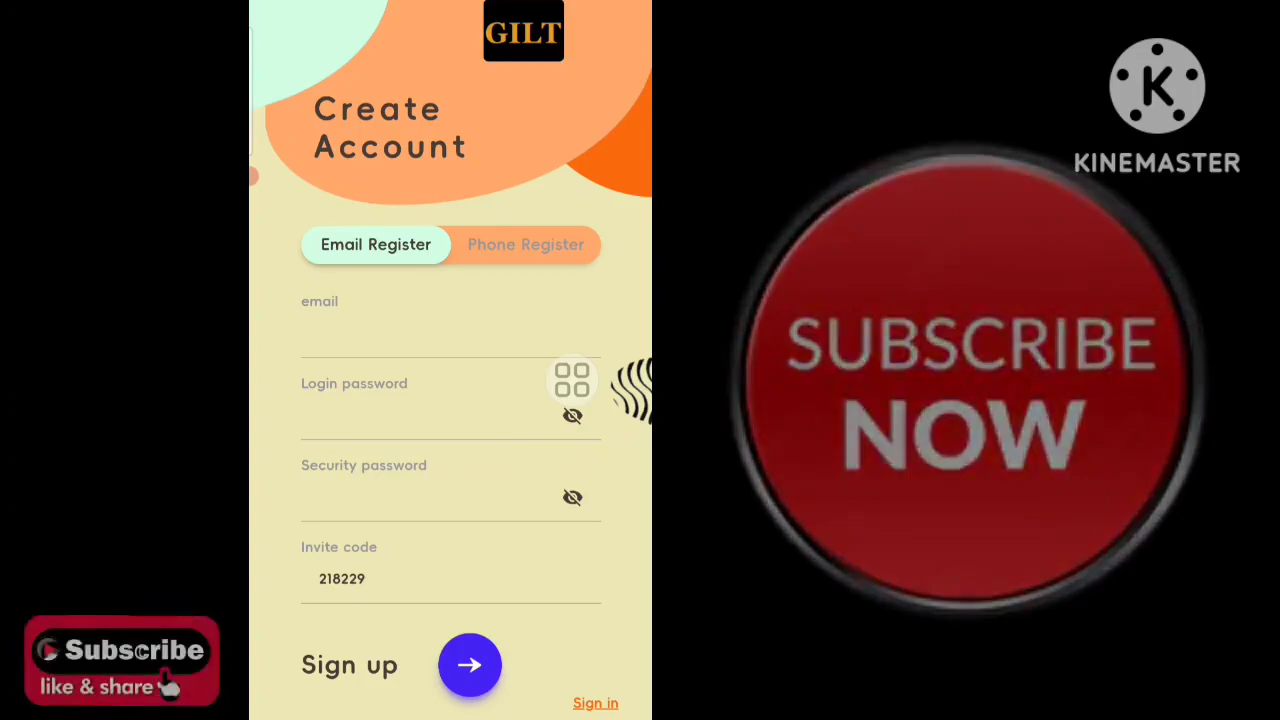 GILT
Create
Account
Email Register
Phone Register
email
Login password
Security password
Invite code
218229
Sign up
Sign in
Subscribe
like & share
K
KINEMASTER
SUBSCRIBE
NOW